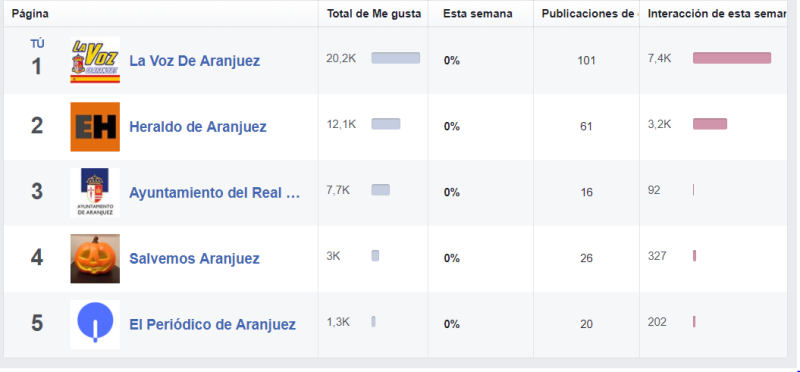 Página Total de Me gusta Esta semana Publicaciones de Interacción de esta seman
TÚ
1 La Voz De Aranjuez 20,2K 0% 101 7,4K
La Voz
2 Heraldo de Aranjuez 12,1K 0% 61 3,2K
EH
3 Ayuntamiento del Real ... 7,7K 0% 16 92
AYUNTAMIENTO
DE ARANJUEZ
4 Salvemos Aranjuez 3K 0% 26 327
5 El Periódico de Aranjuez 1,3K 0% 20 202